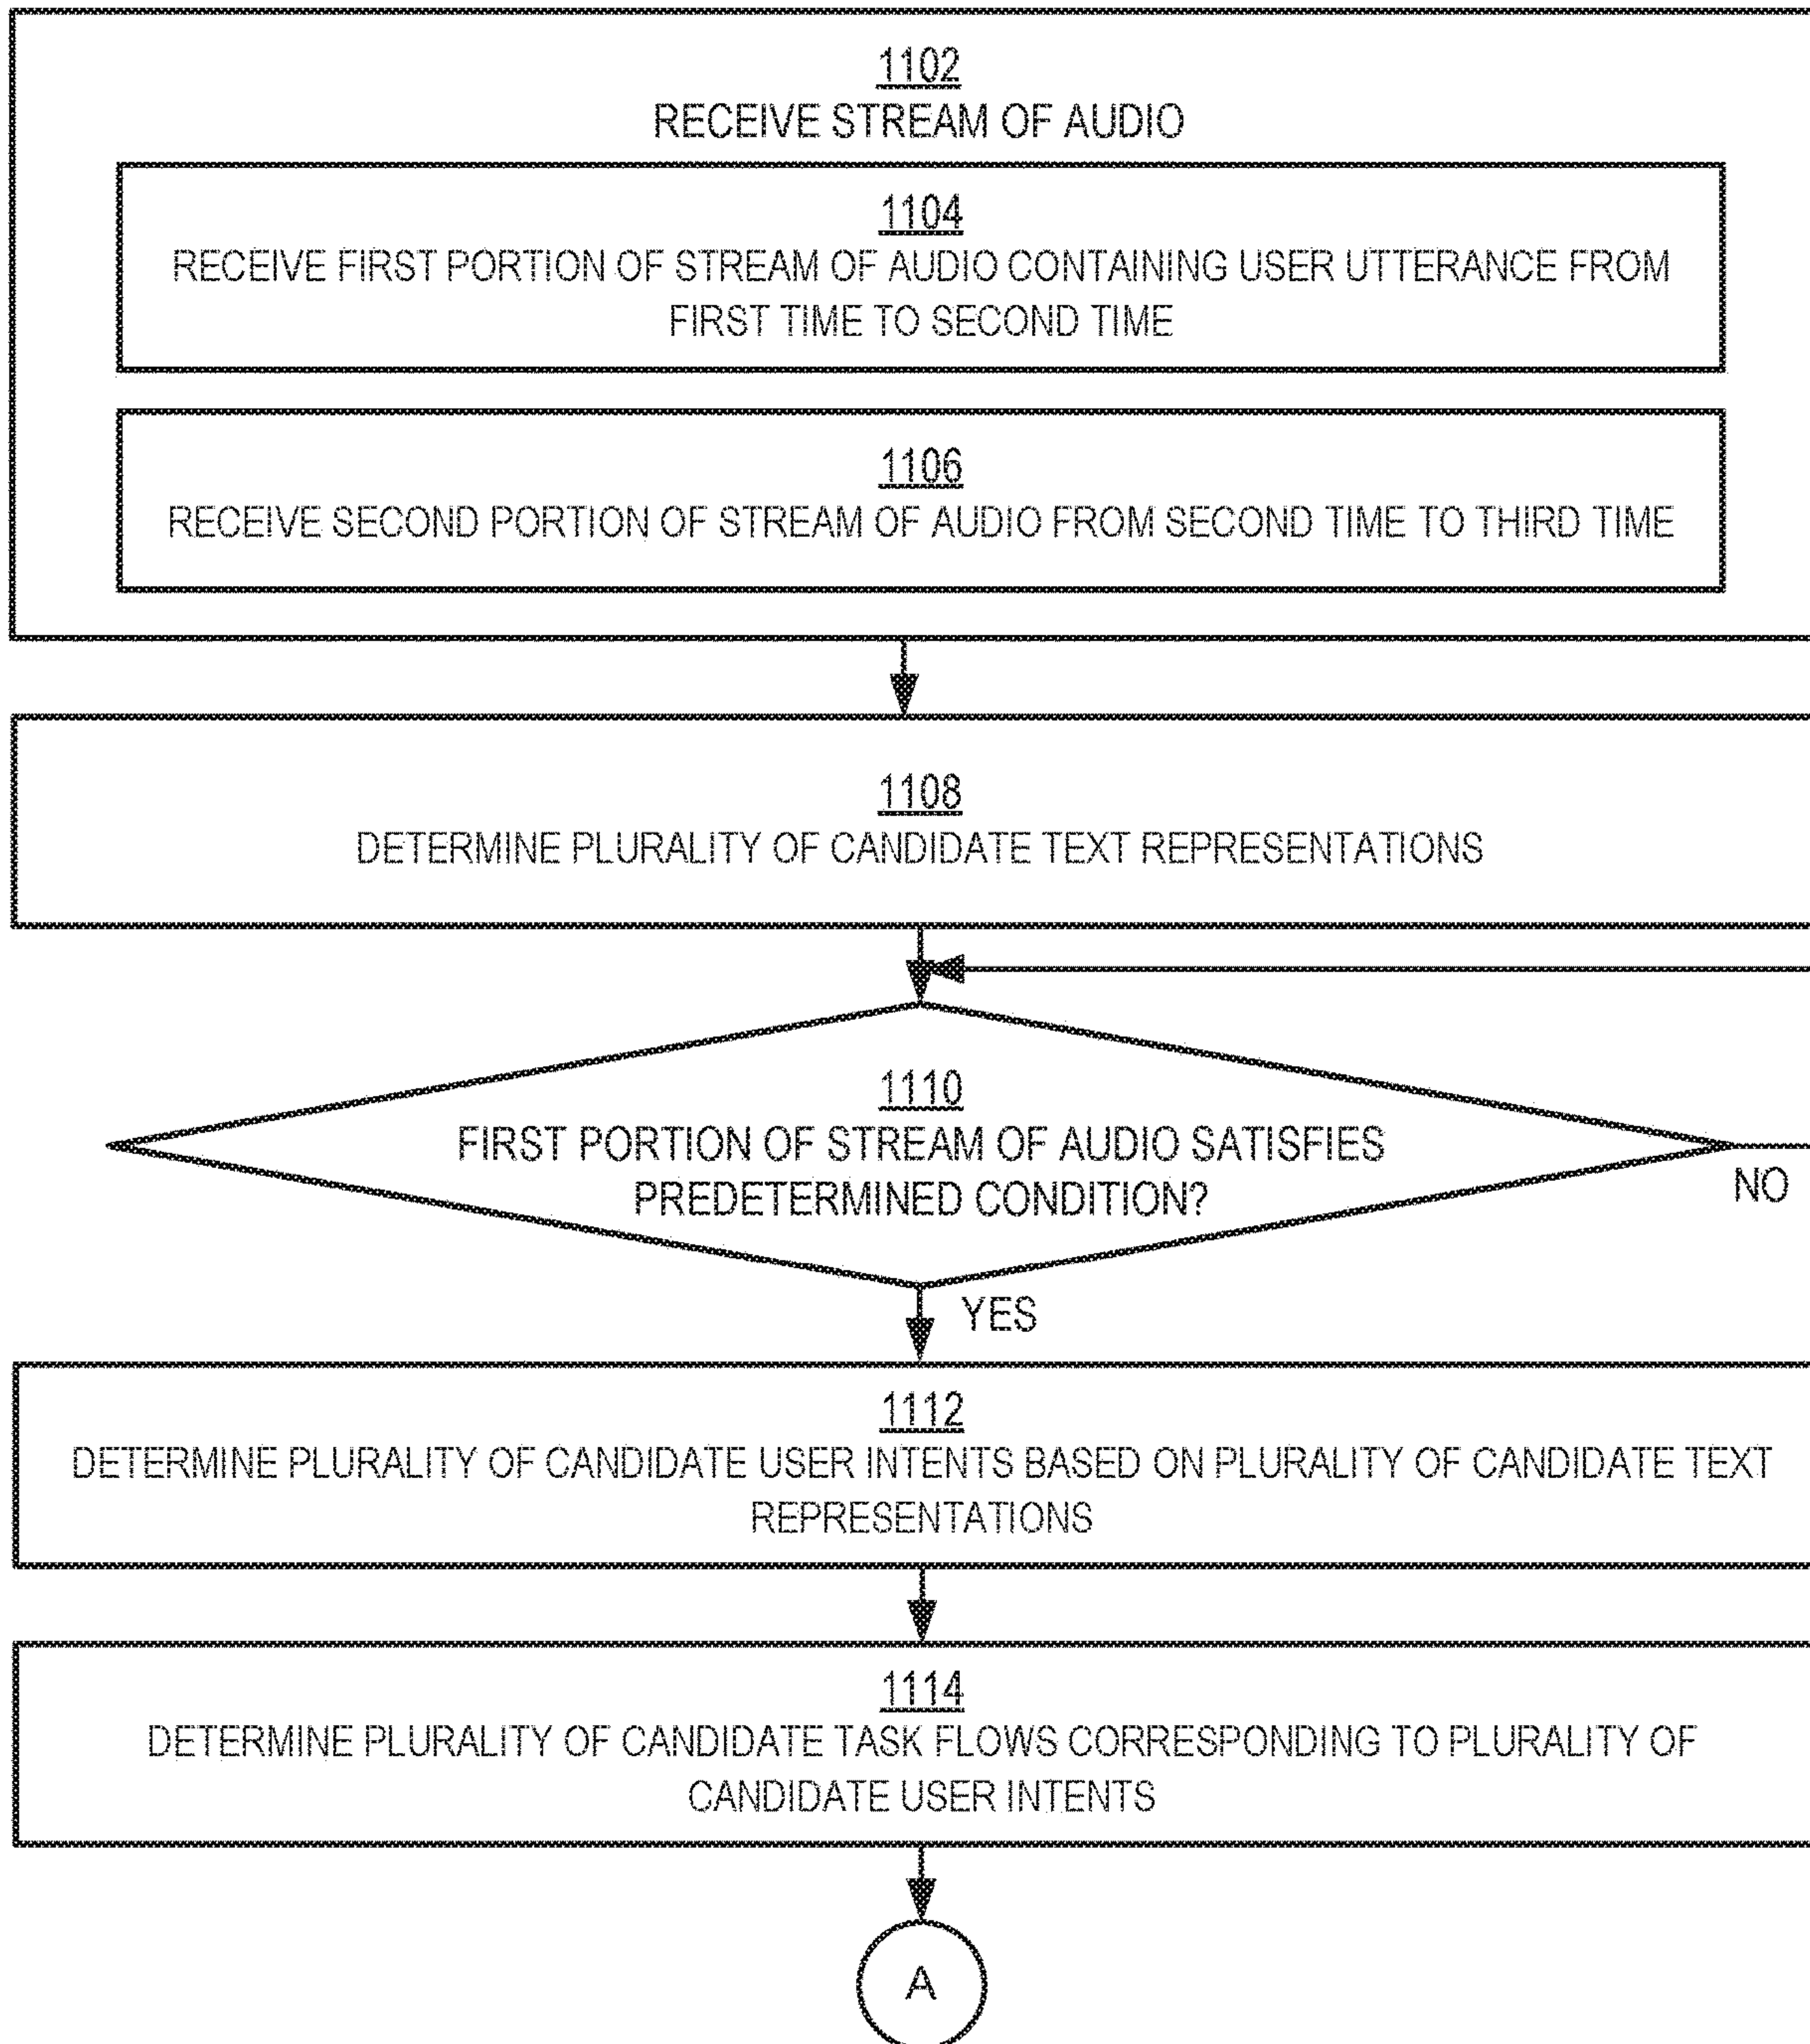 1102
RECEIVE STREAM OF AUDIO
1104
RECEIVE FIRST PORTION OF STREAM OF AUDIO CONTAINING USER UTTERANCE FROM
FIRST TIME TO SECOND TIME
1106
RECEIVE SECOND PORTION OF STREAM OF AUDIO FROM SECOND TIME TO THIRD TIME
1108
DETERMINE PLURALITY OF CANDIDATE TEXT REPRESENTATIONS
1110
FIRST PORTION OF STREAM OF AUDIO SATISFIES
PREDETERMINED CONDITION?
NO
YES
1112
DETERMINE PLURALITY OF CANDIDATE USER INTENTS BASED ON PLURALITY OF CANDIDATE TEXT
REPRESENTATIONS
1114
DETERMINE PLURALITY OF CANDIDATE TASK FLOWS CORRESPONDING TO PLURALITY OF
CANDIDATE USER INTENTS
A